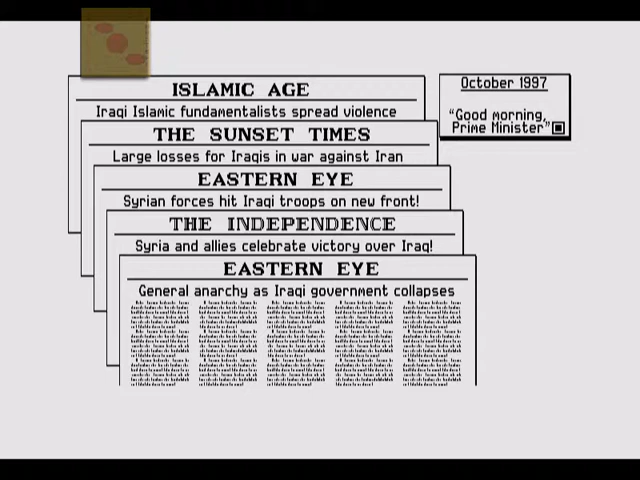 ISLAMIC AGE
Iraqi Islamic fundamentalists spread violence
THE SUNSET TIMES
Large losses for Iraqis in war against Iran
EASTERN EYE
Syrian forces hit Iraqi troops on new front!
THE INDEPENDENCE
Syria and allies celebrate victory over Iraq!
EASTERN EYE
General anarchy as Iraqi government collapses
October 1997
“Good morning,
Prime Minister”